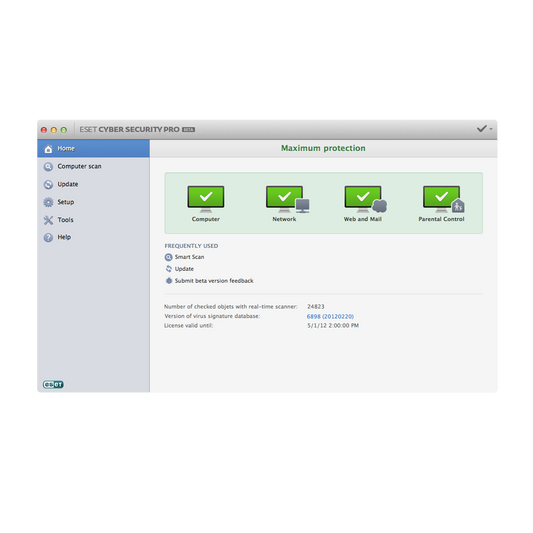 ESET CYBER SECURITY PRO BETA
Home
Computer scan
Update
Setup
Tools
Help
eset
Maximum protection
Computer
Network
Web and Mail
Parental Control
FREQUENTLY USED
Smart Scan
Update
Submit beta version feedback
Number of checked objets with real-time scanner: 24823
Version of virus signature database: 6898 (20120220)
License valid until: 5/1/12 2:00:00 PM